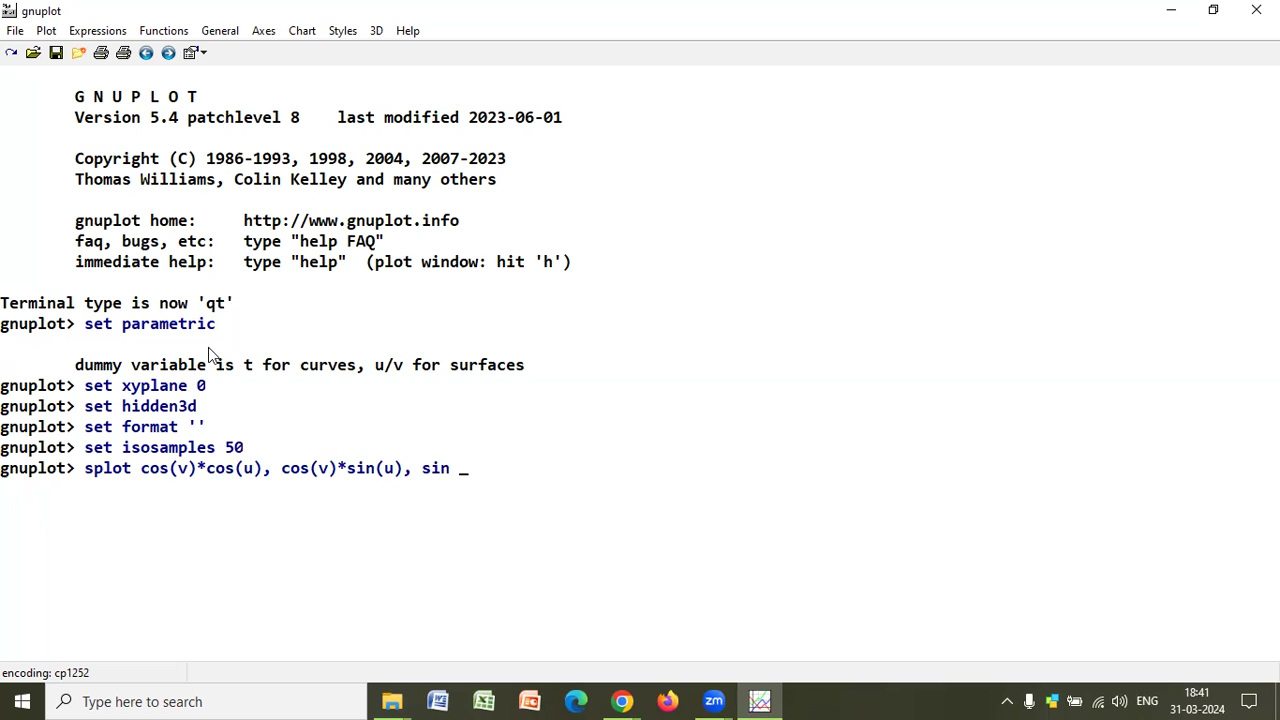 gnuplot
File Plot Expressions Functions General Axes Chart Styles 3D Help
G N U P L O T
Version 5.4 patchlevel 8 last modified 2023-06-01
Copyright (C) 1986-1993, 1998, 2004, 2007-2023
Thomas Williams, Colin Kelley and many others
gnuplot home: http://www.gnuplot.info
faq, bugs, etc: type "help FAQ"
immediate help: type "help" (plot window: hit 'h')
Terminal type is now 'qt'
gnuplot> set parametric
dummy variable is t for curves, u/v for surfaces
gnuplot> set xyplane 0
gnuplot> set hidden3d
gnuplot> set format ''
gnuplot> set isosamples 50
gnuplot> splot cos(v)*cos(u), cos(v)*sin(u), sin _
encoding: cp1252
Type here to search
ENG
18:41
31-03-2024